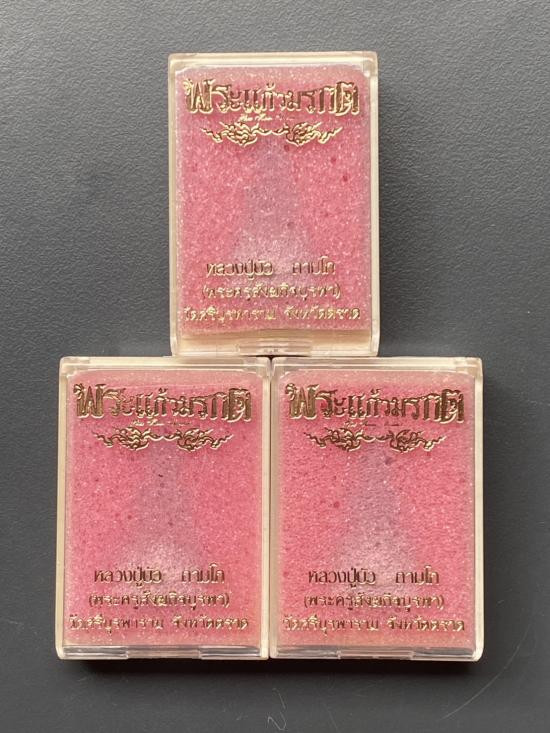 พระแก้วมรกต
หลวงปู่บัว ถามโก
(พระครูสังฆกิจบูรพา)
วัดศรีบูรพาราม จังหวัดตราด
พระแก้วมรกต
หลวงปู่บัว ถามโก
(พระครูสังฆกิจบูรพา)
วัดศรีบูรพาราม จังหวัดตราด
พระแก้วมรกต
หลวงปู่บัว ถามโก
(พระครูสังฆกิจบูรพา)
วัดศรีบูรพาราม จังหวัดตราด